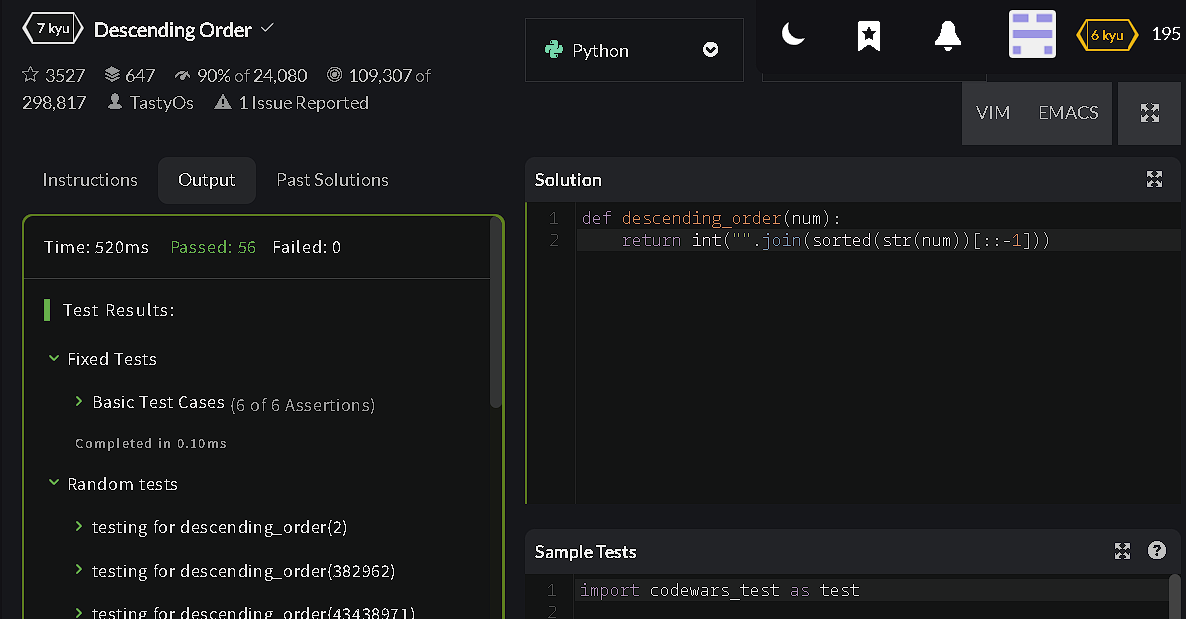 7 kyu Descending Order
3527 647 90% of 24,080 109,307 of
298,817 TastyOs 1 Issue Reported
Python
6 kyu 195
VIM EMACS
Instructions Output Past Solutions
Time: 520ms Passed: 56 Failed: 0
Test Results:
Fixed Tests
Basic Test Cases (6 of 6 Assertions)
Completed in 0.10ms
Random tests
testing for descending_order(2)
testing for descending_order(382962)
testing for descending_order(43438971)
Solution
1 def descending_order(num):
2 return int("".join(sorted(str(num))[::-1]))
Sample Tests
1 import codewars_test as test
2